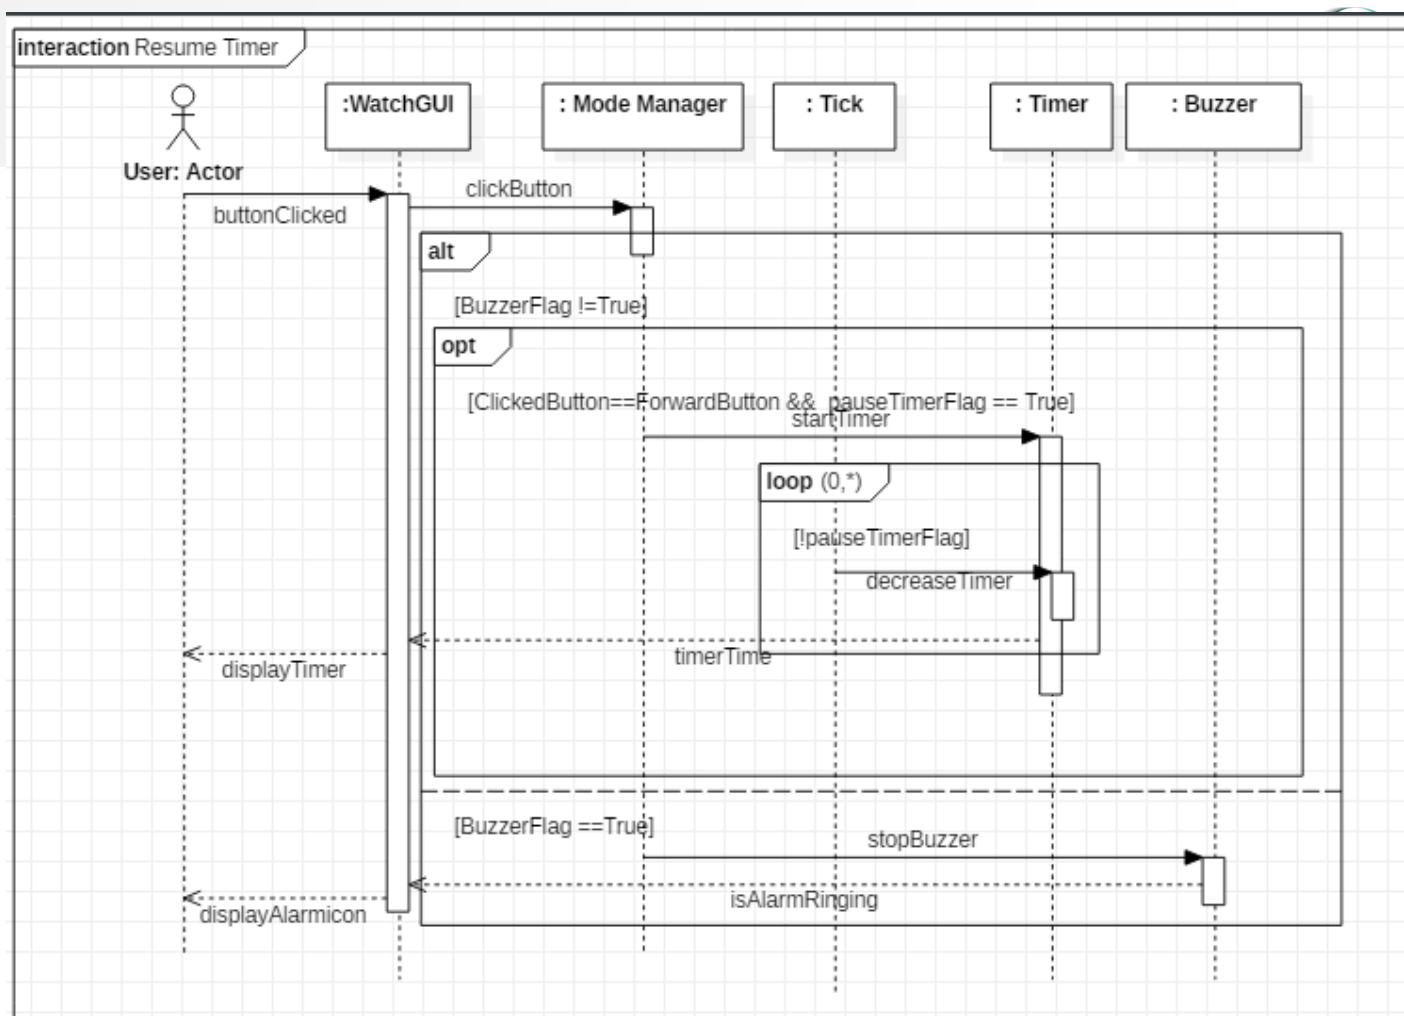 interaction Resume Timer
:WatchGUI
: Mode Manager
: Tick
: Timer
: Buzzer
User: Actor
clickButton
buttonClicked
alt
[BuzzerFlag !=True]
opt
[ClickedButton==ForwardButton && pauseTimerFlag == True]
startTimer
loop (0,*)
[!pauseTimerFlag]
decreaseTimer
timerTime
displayTimer
[BuzzerFlag ==True]
stopBuzzer
isAlarmRinging
displayAlarmicon